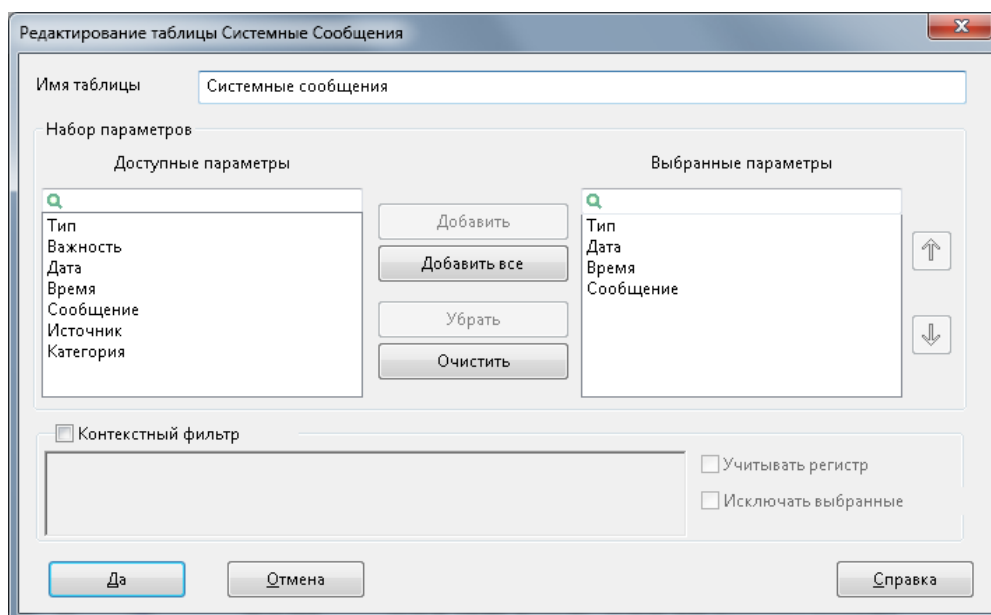 Редактирование таблицы Системные Сообщения
Имя таблицы
Системные сообщения
Набор параметров
Доступные параметры
Выбранные параметры
Тип
Важность
Дата
Время
Сообщение
Источник
Категория
Добавить
Добавить все
Убрать
Очистить
Тип
Дата
Время
Сообщение
Контекстный фильтр
Учитывать регистр
Исключать выбранные
Да
Отмена
Справка